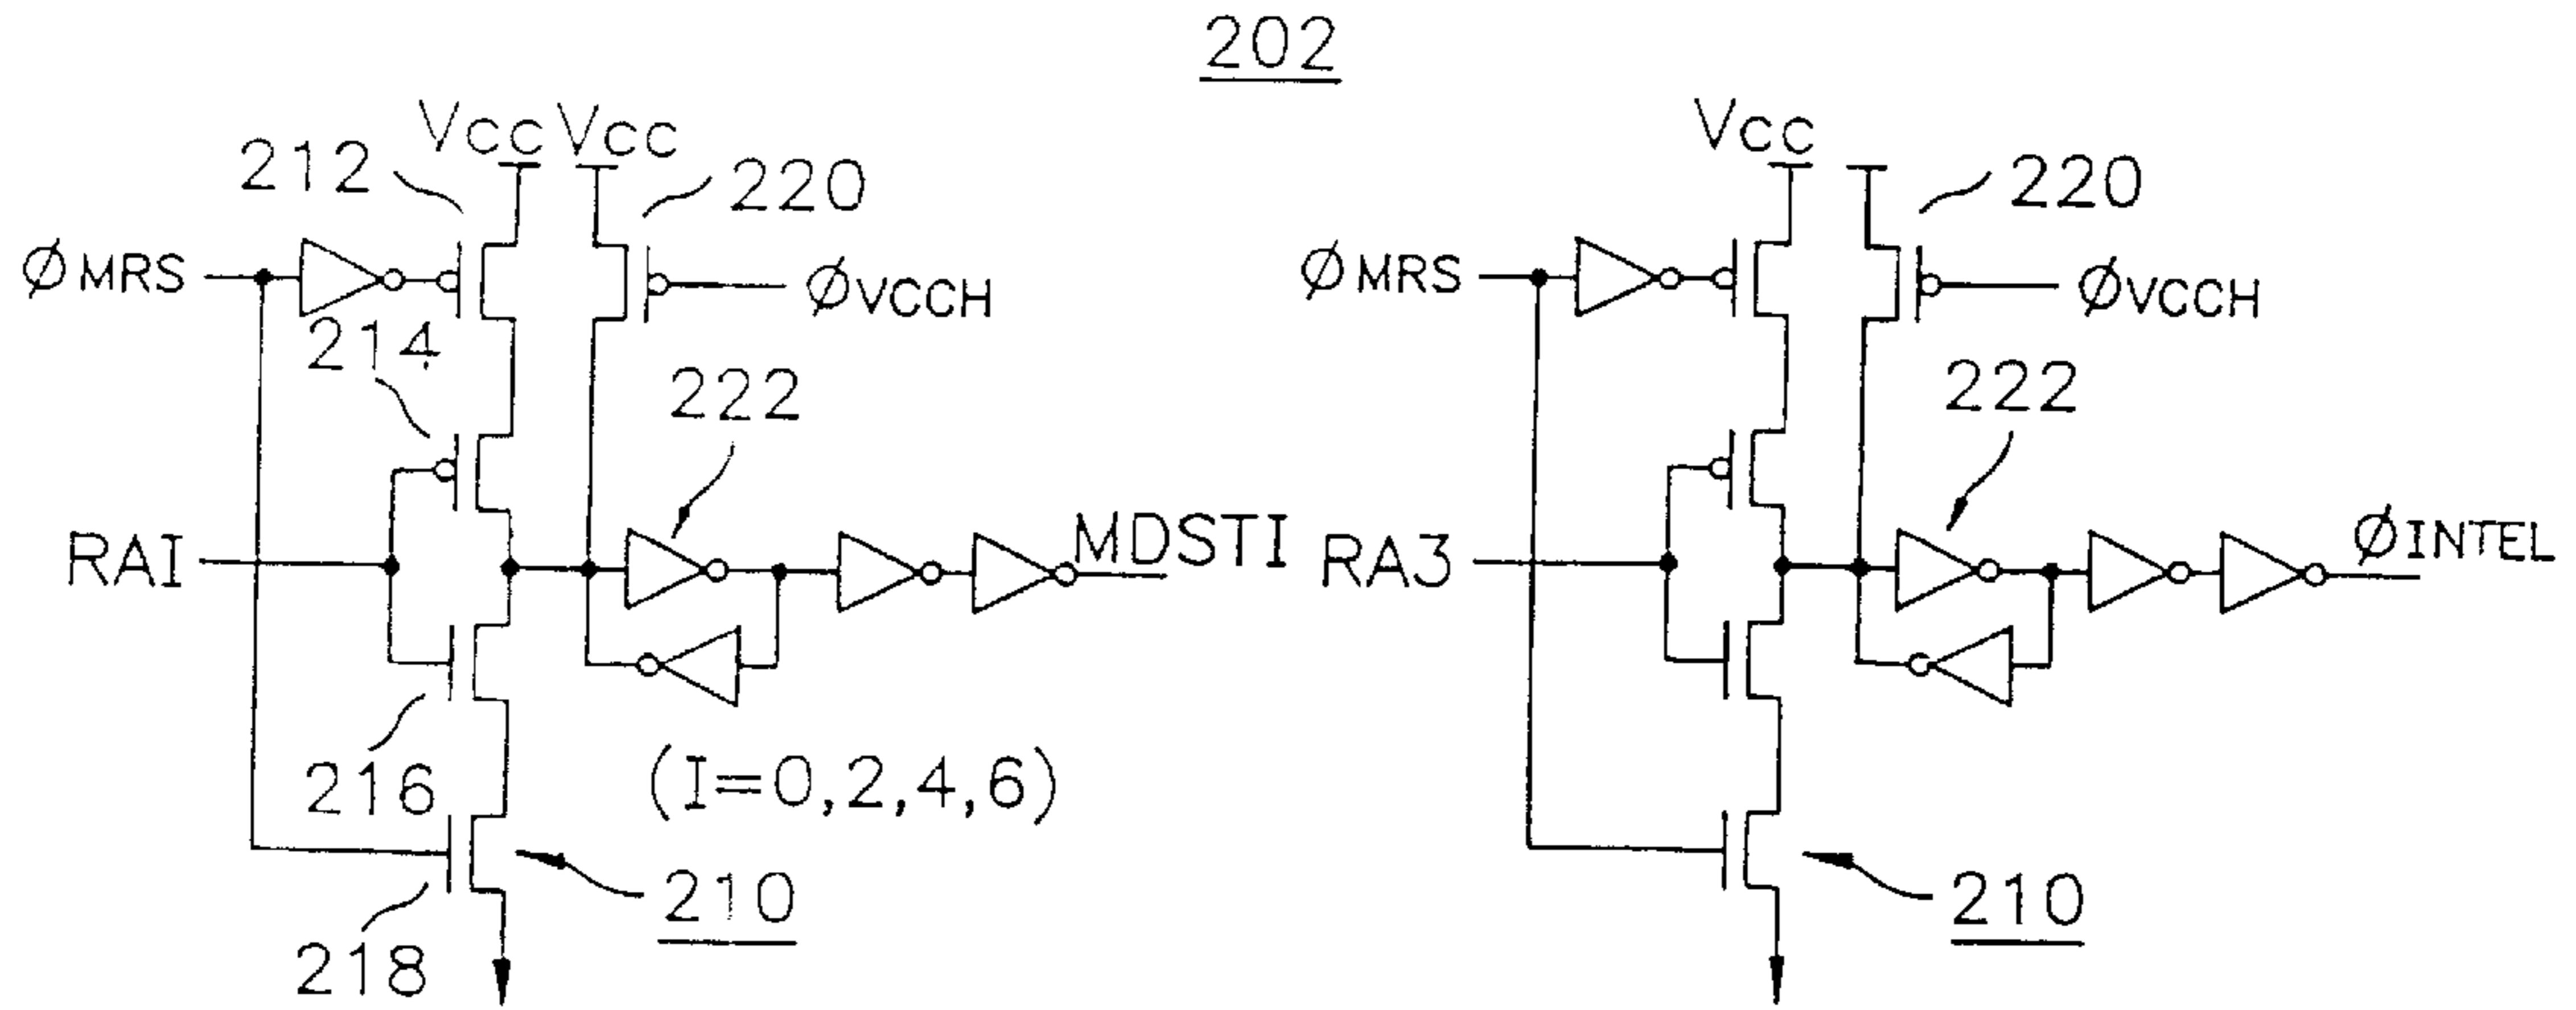 202
Vcc Vcc
212
220
ØMRS
ØVCCH
214
222
RAI
MDSTI
216
(I=0,2,4,6)
210
218
Vcc
220
ØMRS
ØVCCH
222
RA3
ØINTEL
210